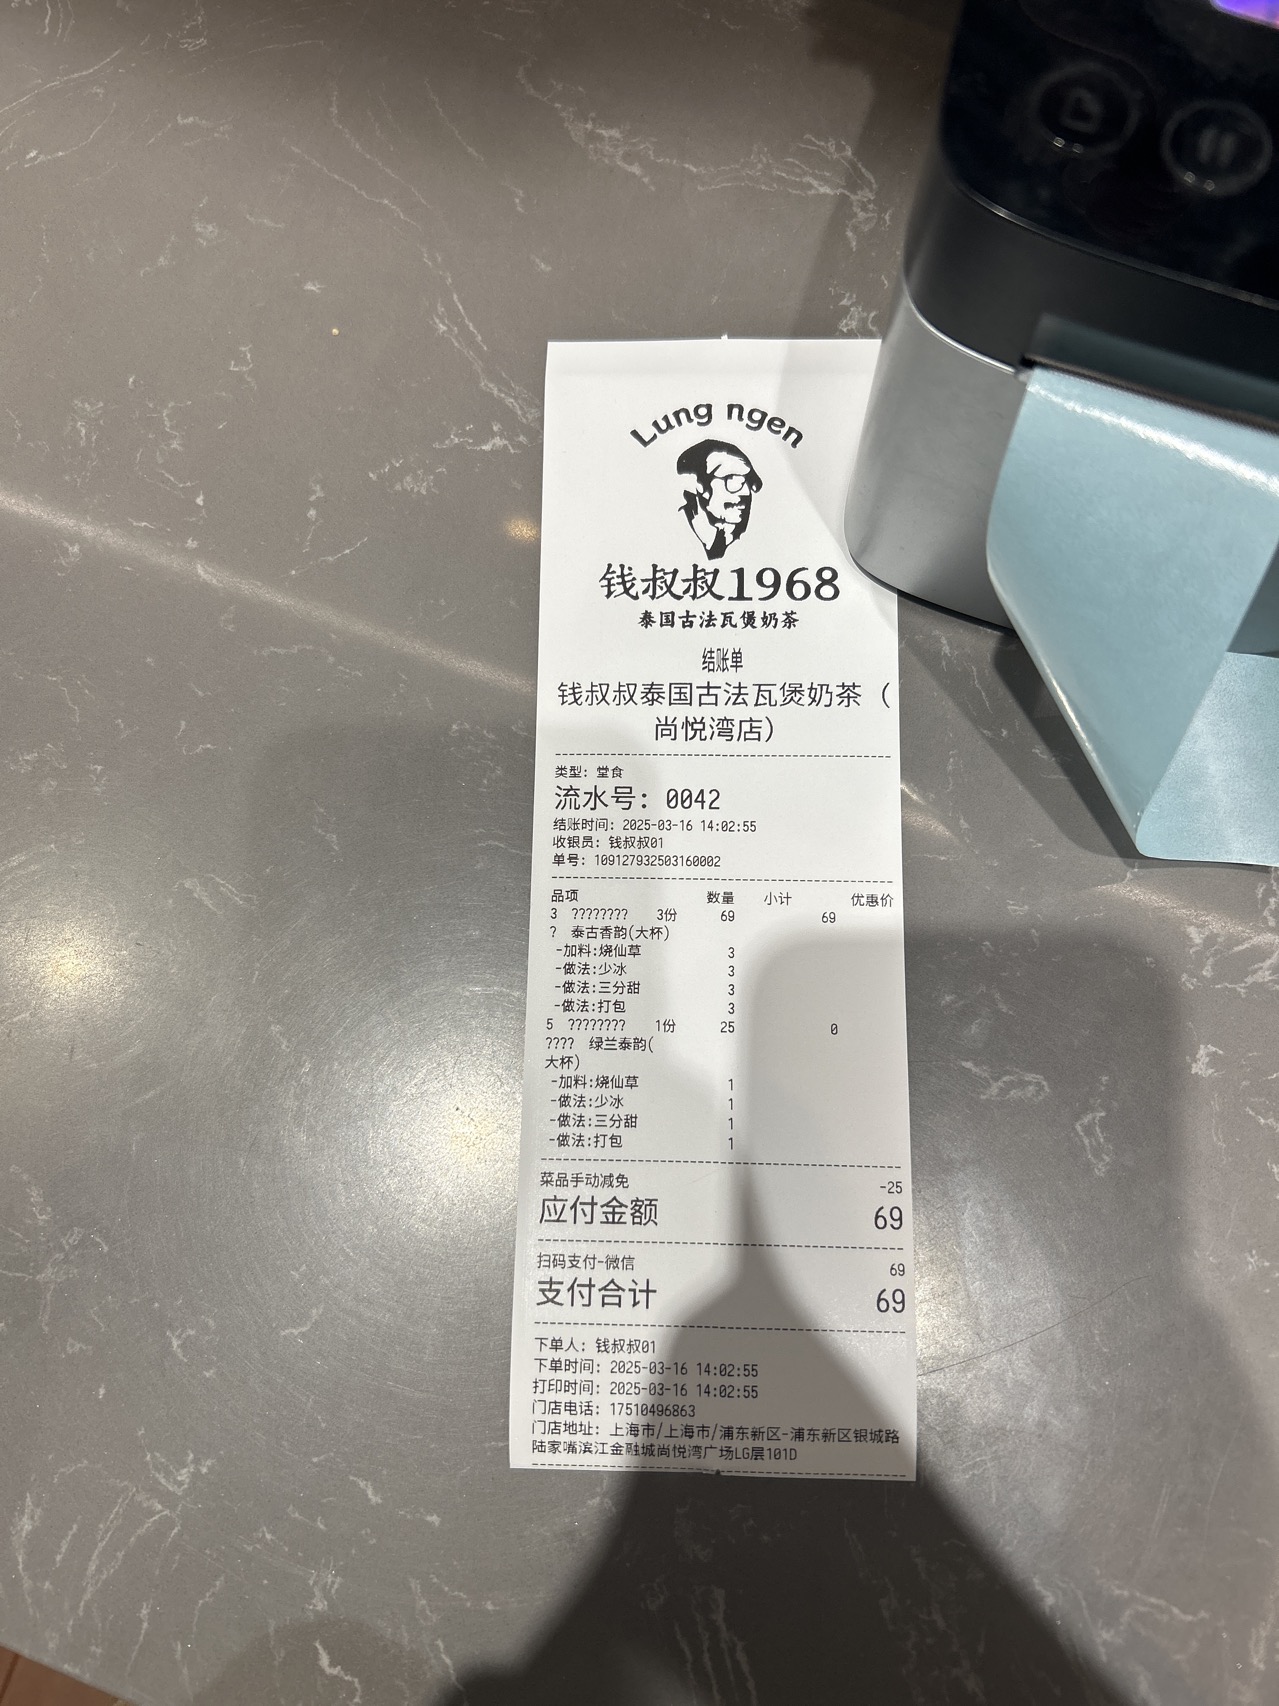 Lung ngen
钱叔叔1968
泰国古法瓦煲奶茶
结账单
钱叔叔泰国古法瓦煲奶茶（
尚悦湾店）
类型: 堂食
流水号: 0042
结账时间: 2025-03-16 14:02:55
收银员: 钱叔叔01
单号: 109127932503160002
品项 数量 小计 优惠价
3 ???????? 3份 69 69
? 泰古香韵(大杯)
-加料:烧仙草 3
-做法:少冰 3
-做法:三分甜 3
-做法:打包 3
5 ???????? 1份 25 0
???? 绿兰泰韵(
大杯)
-加料:烧仙草 1
-做法:少冰 1
-做法:三分甜 1
-做法:打包 1
菜品手动减免 -25
应付金额 69
扫码支付-微信 69
支付合计 69
下单人: 钱叔叔01
下单时间: 2025-03-16 14:02:55
打印时间: 2025-03-16 14:02:55
门店电话: 17510496863
门店地址: 上海市/上海市/浦东新区-浦东新区银城路
陆家嘴滨江金融城尚悦湾广场LG层101D